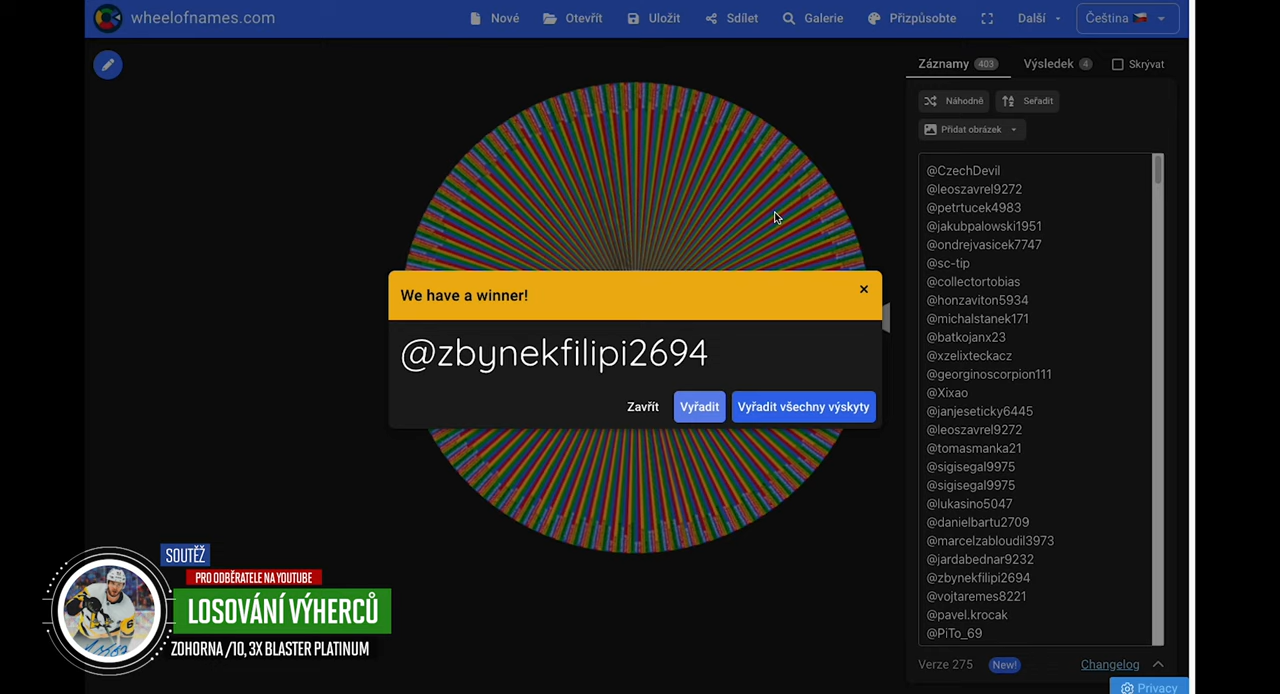 wheelofnames.com
Nové
Otevřít
Uložit
Sdílet
Galerie
Přizpůsobte
Další
Čeština
Záznamy 403
Výsledek 4
Skrývat
Náhodně
Seřadit
Přidat obrázek
@CzechDevil
@leoszavrel9272
@petrtucek4983
@jakubpalowski1951
@ondrejvasicek7747
@sc-tip
@collectortobias
@honzaviton5934
@michalstanek171
@batkojanx23
@xzelixteckacz
@georginoscorpion111
@Xixao
@janjeseticky6445
@leoszavrel9272
@tomasmanka21
@sigisegal9975
@sigisegal9975
@lukasino5047
@danielbartu2709
@marcelzabloudil3973
@jardabednar9232
@zbynekfilipi2694
@vojtaremes8221
@pavel.krocak
@PiTo_69
Verze 275
New!
Changelog
Privacy
We have a winner!
@zbynekfilipi2694
Zavřít
Vyřadit
Vyřadit všechny výskyty
SOUTĚŽ
PRO ODBĚRATELE NA YOUTUBE
LOSOVÁNÍ VÝHERCŮ
ZOHORNA /10, 3X BLASTER PLATINUM